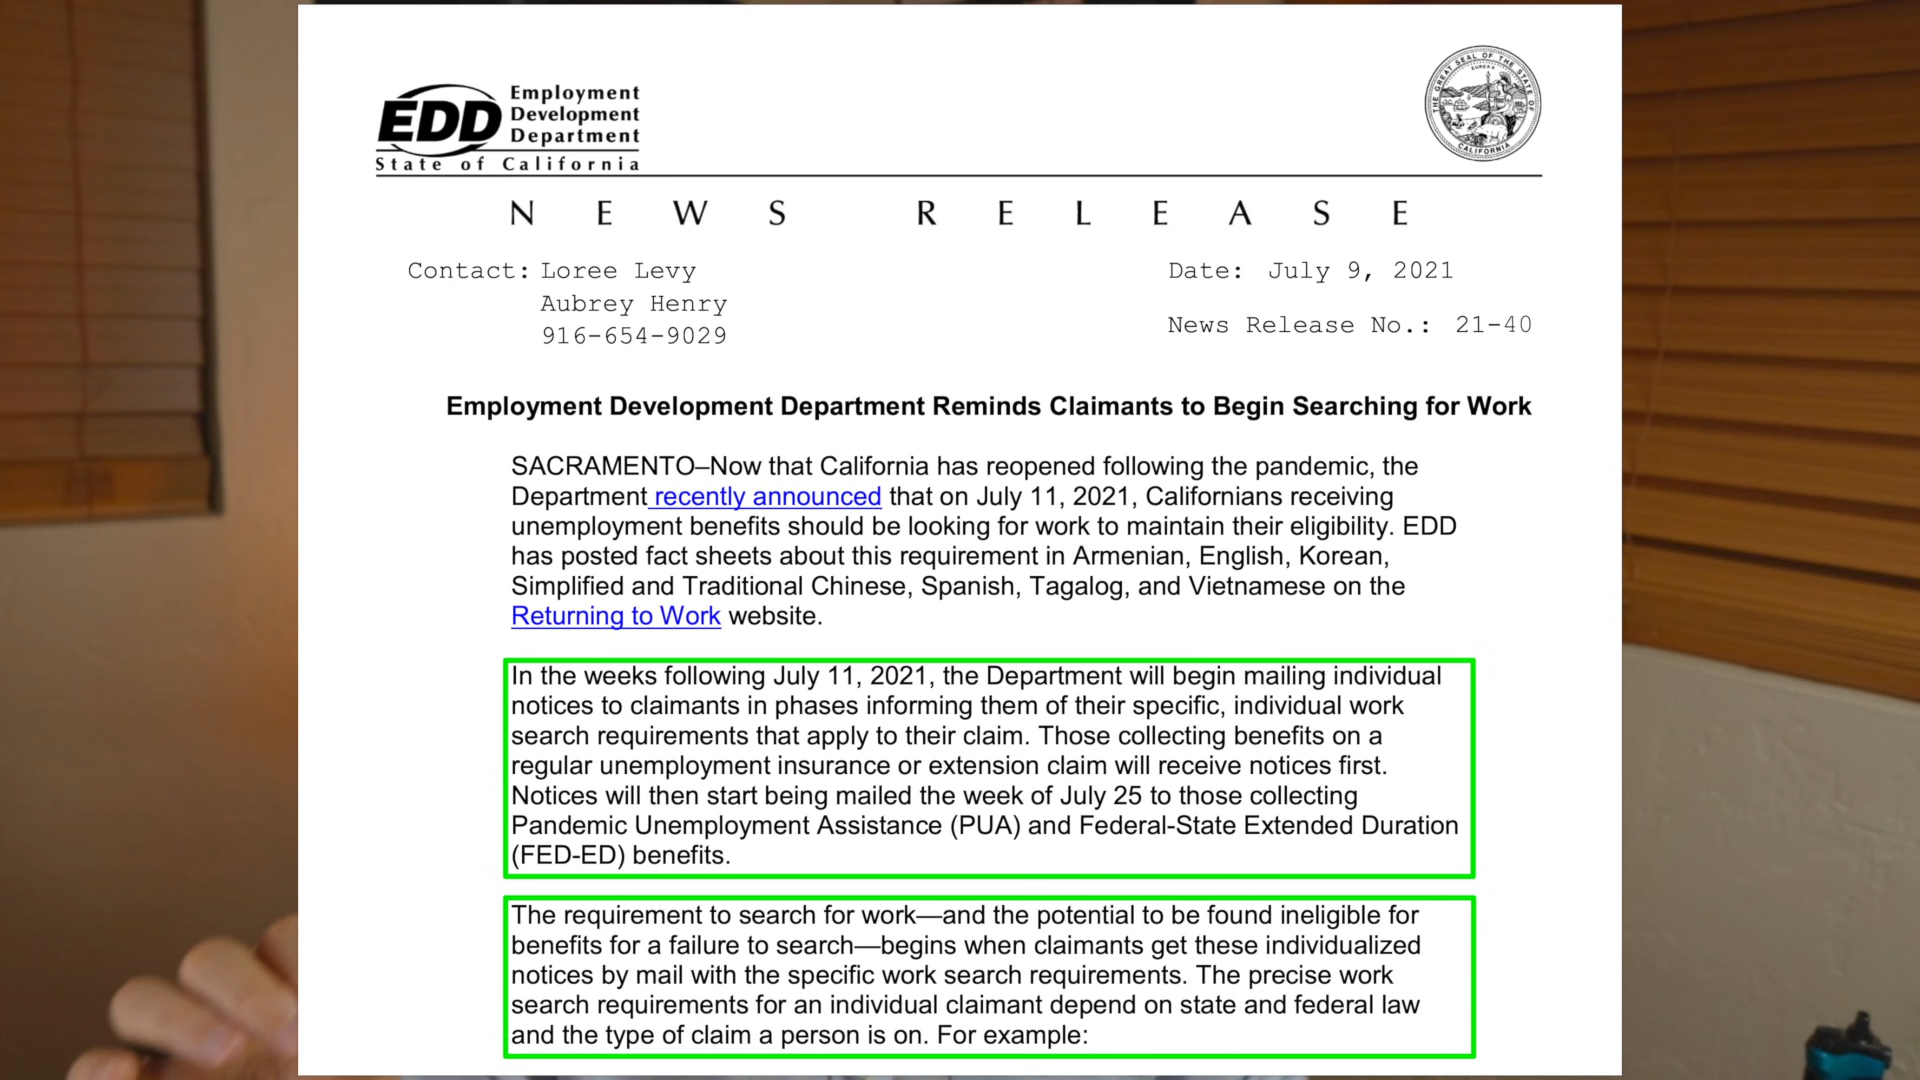 EDD
Employment
Development
Department
State of California
THE GREAT SEAL OF THE STATE OF CALIFORNIA
EUREKA
NEWS RELEASE
Contact: Loree Levy
Aubrey Henry
916-654-9029
Date: July 9, 2021
News Release No.: 21-40
Employment Development Department Reminds Claimants to Begin Searching for Work
SACRAMENTO–Now that California has reopened following the pandemic, the
Department recently announced that on July 11, 2021, Californians receiving
unemployment benefits should be looking for work to maintain their eligibility. EDD
has posted fact sheets about this requirement in Armenian, English, Korean,
Simplified and Traditional Chinese, Spanish, Tagalog, and Vietnamese on the
Returning to Work website.
In the weeks following July 11, 2021, the Department will begin mailing individual
notices to claimants in phases informing them of their specific, individual work
search requirements that apply to their claim. Those collecting benefits on a
regular unemployment insurance or extension claim will receive notices first.
Notices will then start being mailed the week of July 25 to those collecting
Pandemic Unemployment Assistance (PUA) and Federal-State Extended Duration
(FED-ED) benefits.
The requirement to search for work—and the potential to be found ineligible for
benefits for a failure to search—begins when claimants get these individualized
notices by mail with the specific work search requirements. The precise work
search requirements for an individual claimant depend on state and federal law
and the type of claim a person is on. For example: